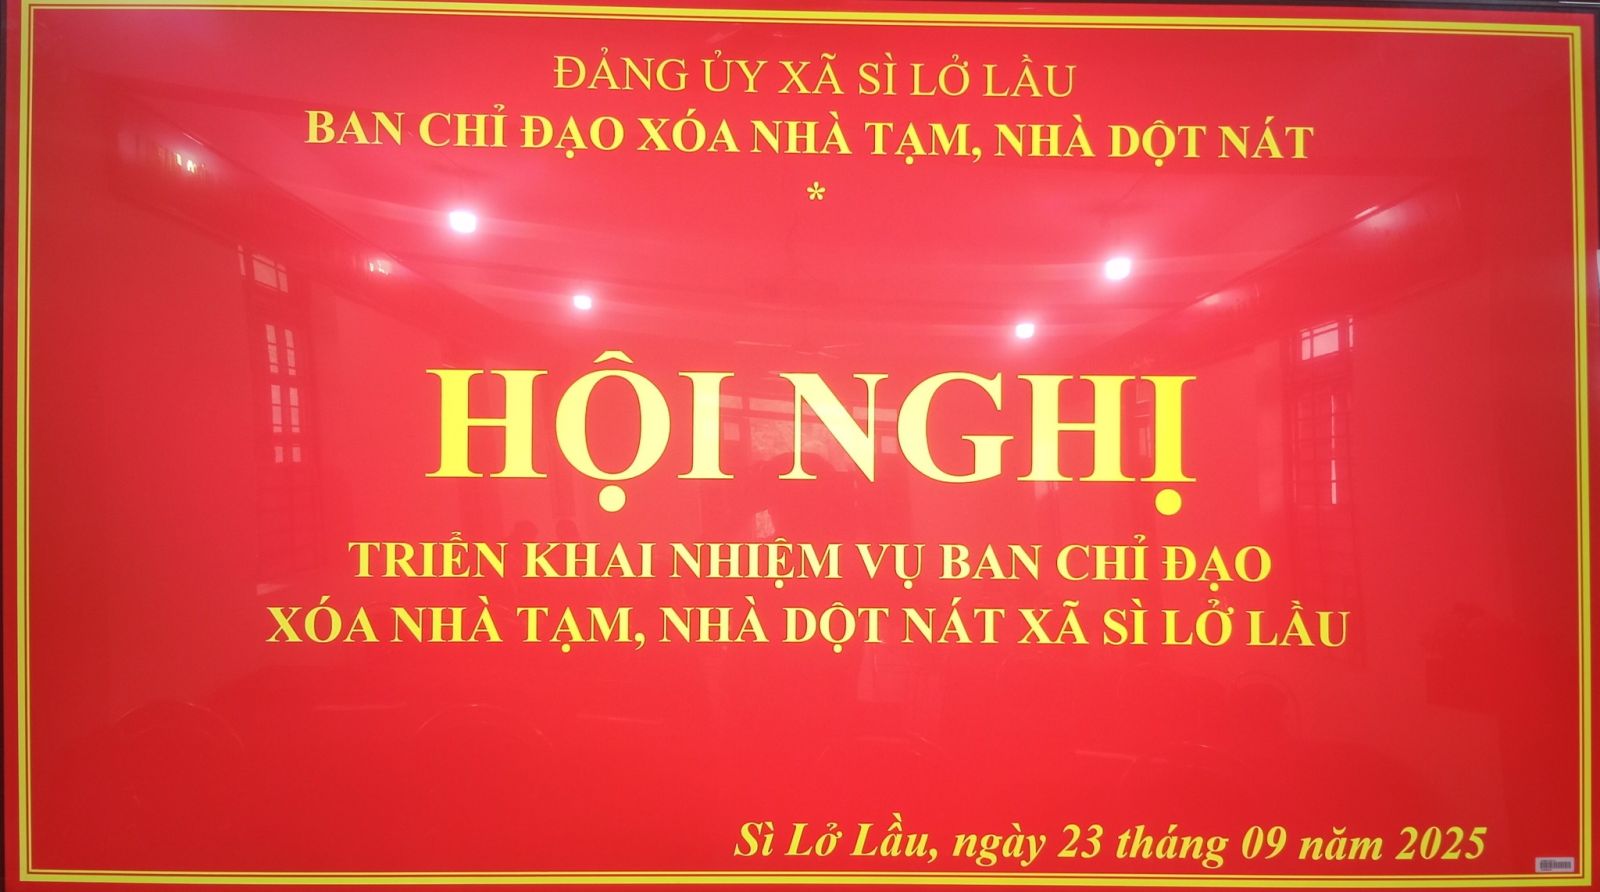 ĐẢNG ỦY XÃ SÌ LỞ LẦU
BAN CHỈ ĐẠO XÓA NHÀ TẠM, NHÀ DỘT NÁT
*
HỘI NGHỊ
TRIỂN KHAI NHIỆM VỤ BAN CHỈ ĐẠO
XÓA NHÀ TẠM, NHÀ DỘT NÁT XÃ SÌ LỞ LẦU
Sì Lở Lầu, ngày 23 tháng 09 năm 2025